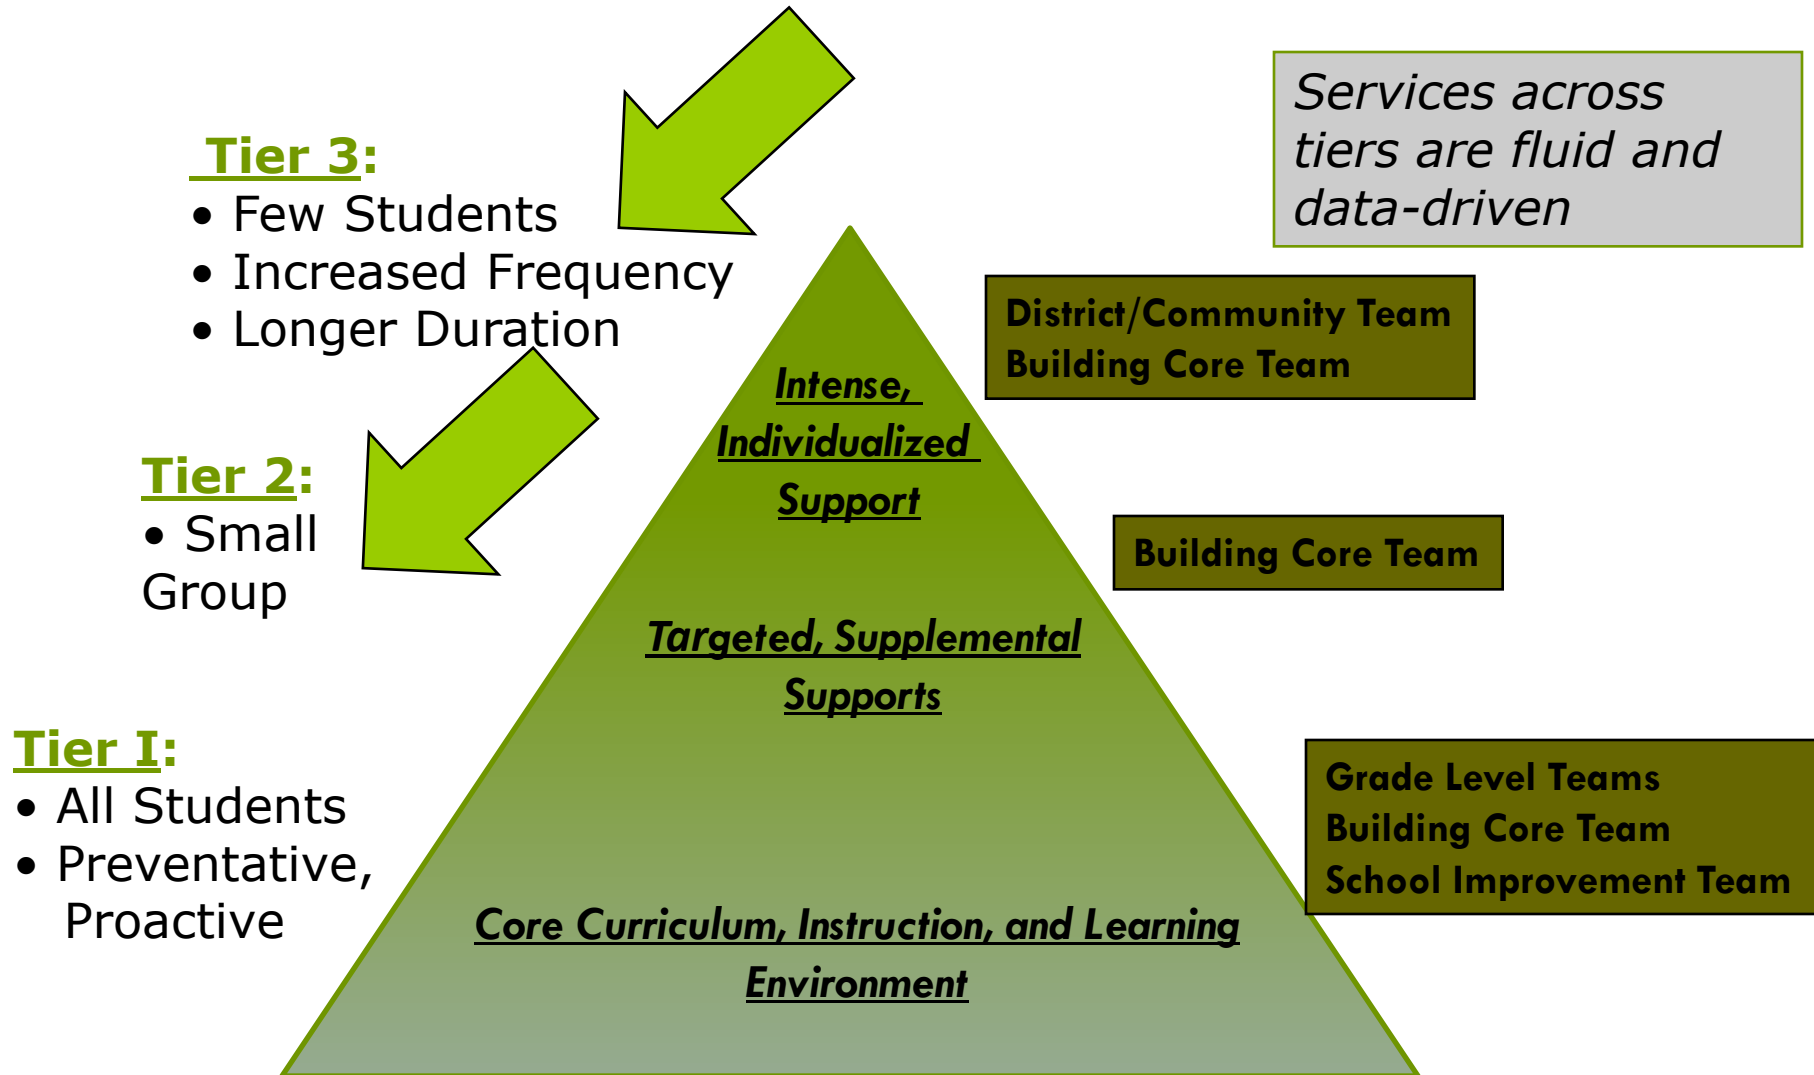 Services across
tiers are fluid and
data-driven
Tier 3:
• Few Students
• Increased Frequency
• Longer Duration
District/Community Team
Building Core Team
Intense,
Individualized
Support
Tier 2:
• Small
Group
Building Core Team
Targeted, Supplemental
Supports
Tier I:
• All Students
• Preventative,
Proactive
Grade Level Teams
Building Core Team
School Improvement Team
Core Curriculum, Instruction, and Learning
Environment